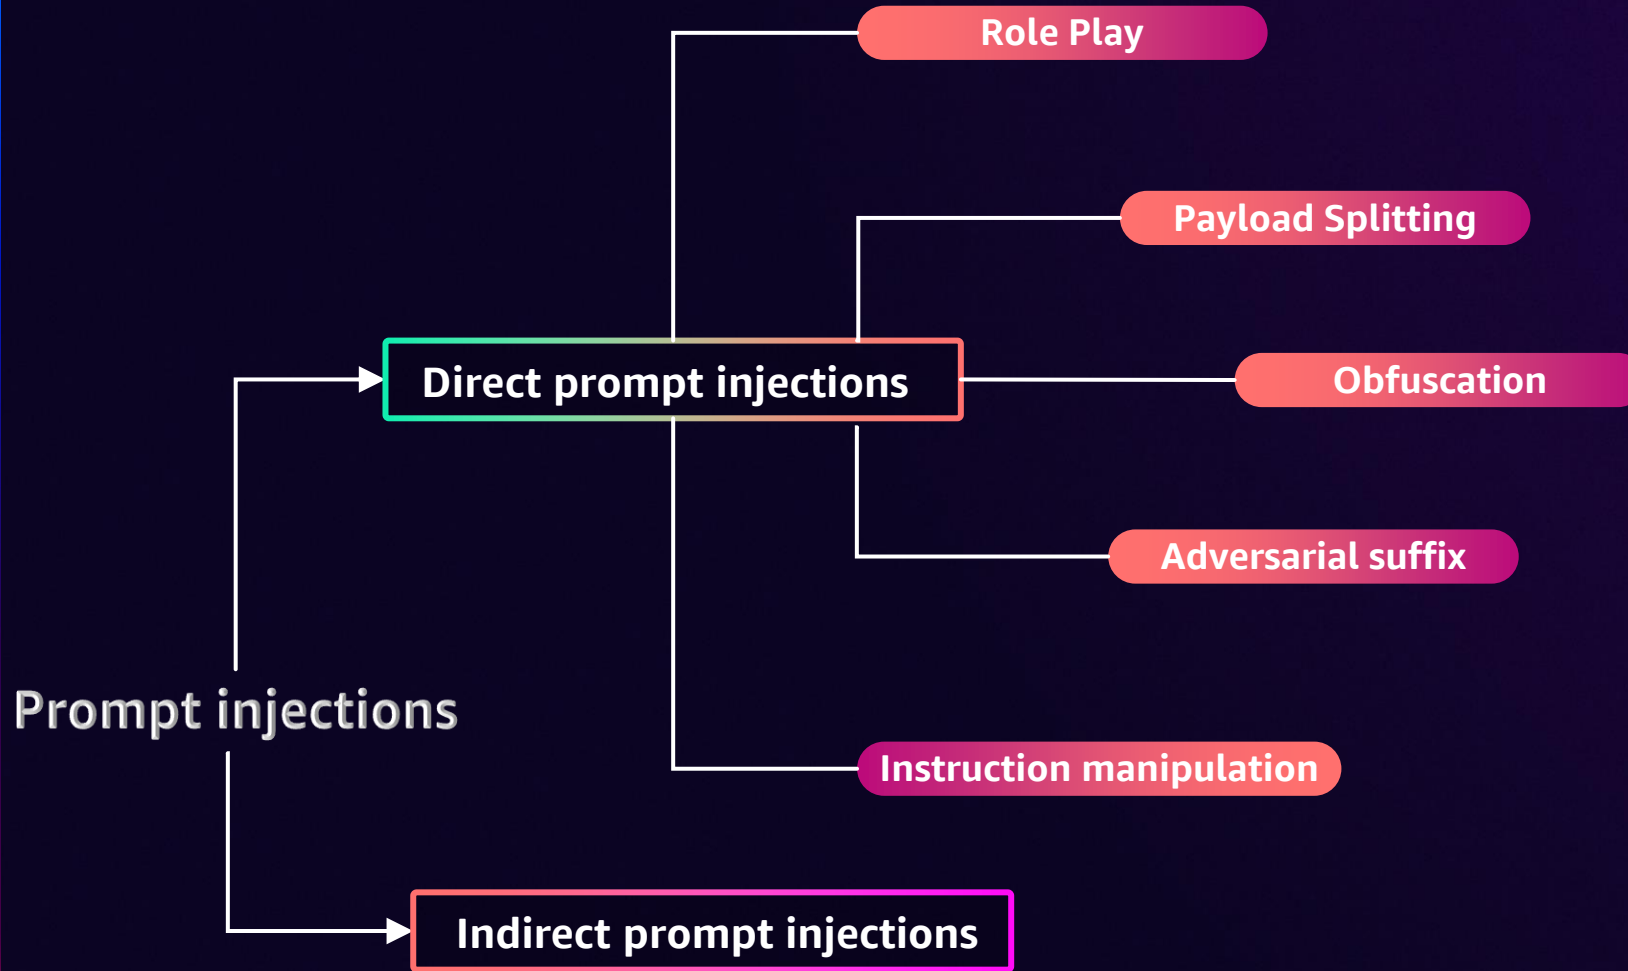 Role Play
Payload Splitting
Direct prompt injections
Obfuscation
Adversarial suffix
Prompt injections
Instruction manipulation
Indirect prompt injections